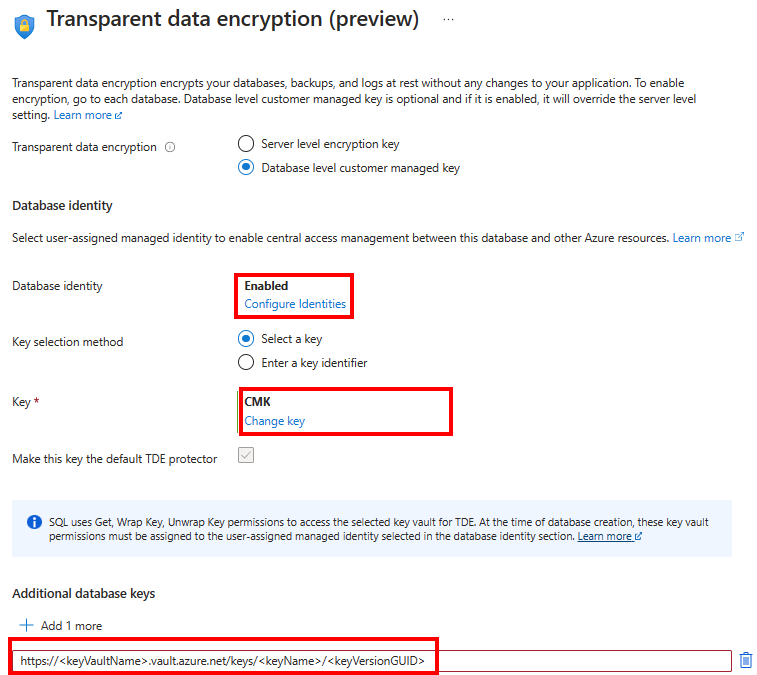 Transparent data encryption (preview) ...
Transparent data encryption encrypts your databases, backups, and logs at rest without any changes to your application. To enable
encryption, go to each database. Database level customer managed key is optional and if it is enabled, it will override the server level
setting. Learn more
Transparent data encryption
Server level encryption key
Database level customer managed key
Database identity
Select user-assigned managed identity to enable central access management between this database and other Azure resources. Learn more
Database identity
Enabled
Configure Identities
Key selection method
Select a key
Enter a key identifier
Key *
CMK
Change key
Make this key the default TDE protector
SQL uses Get, Wrap Key, Unwrap Key permissions to access the selected key vault for TDE. At the time of database creation, these key vault
permissions must be assigned to the user-assigned managed identity selected in the database identity section. Learn more
Additional database keys
+ Add 1 more
https://<keyVaultName>.vault.azure.net/keys/<keyName>/<keyVersionGUID>